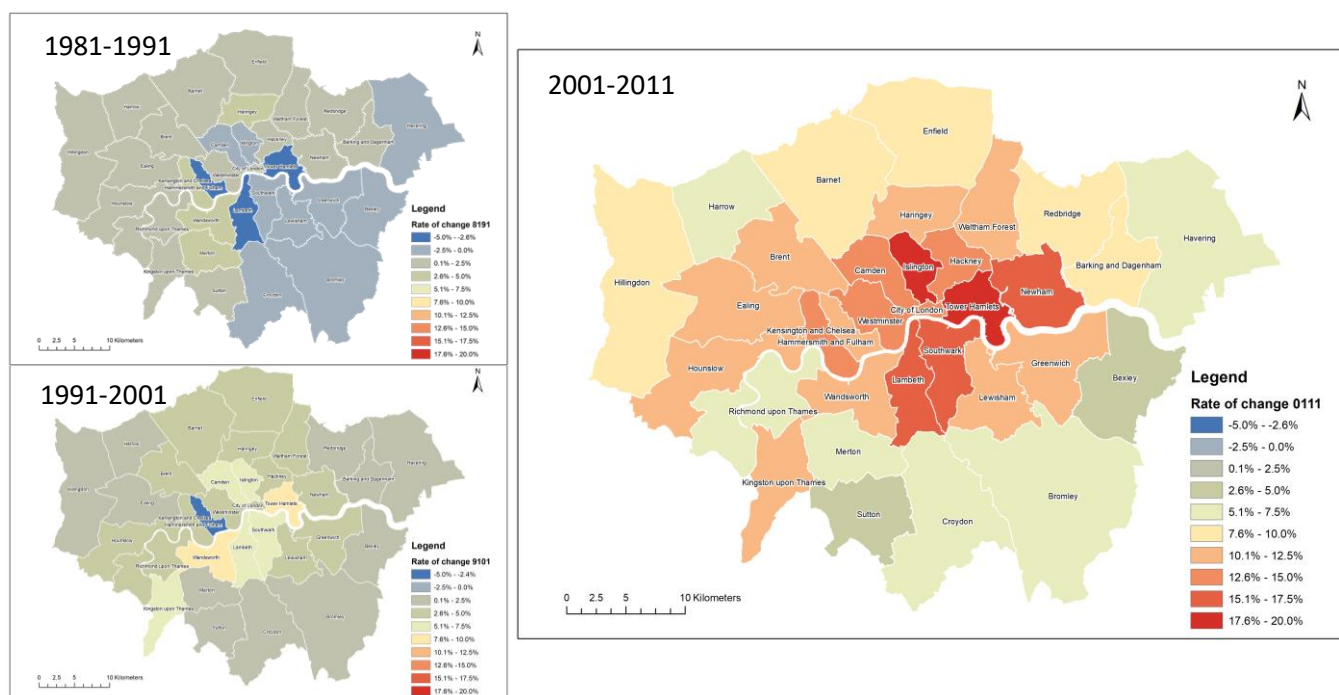 1981-1991
N
Enfield
Barnet
Harrow
Haringey
Waltham Forest
Redbridge
Havering
Brent
Camden
Islington
Hackney
Barking and Dagenham
Hillingdon
Ealing
Newham
Tower Hamlets
City of London
Westminster
Kensington and Chelsea
Hammersmith and Fulham
Southwark
Hounslow
Greenwich
Bexley
Lambeth
Lewisham
Wandsworth
Richmond upon Thames
Merton
Kingston upon Thames
Sutton
Croydon
Bromley
Legend
Rate of change 8191
-5.0% - -2.6%
-2.5% - 0.0%
0.1% - 2.5%
2.6% - 5.0%
5.1% - 7.5%
7.6% - 10.0%
10.1% - 12.5%
12.6% - 15.0%
15.1% - 17.5%
17.6% - 20.0%
0 2.5 5 10 Kilometers
1991-2001
N
Enfield
Barnet
Harrow
Haringey
Waltham Forest
Redbridge
Havering
Brent
Camden
Islington
Hackney
Barking and Dagenham
Hillingdon
Ealing
Newham
Tower Hamlets
City of London
Westminster
Kensington and Chelsea
Hammersmith and Fulham
Southwark
Hounslow
Greenwich
Bexley
Wandsworth
Lambeth
Lewisham
Richmond upon Thames
Merton
Kingston upon Thames
Sutton
Croydon
Bromley
Legend
Rate of change 9101
-5.0% - -2.4%
-2.5% - 0.0%
0.1% - 2.5%
2.6% - 5.0%
5.1% - 7.5%
7.6% - 10.0%
10.1% - 12.5%
12.6% - 15.0%
15.1% - 17.5%
17.6% - 20.0%
0 2.5 5 10 Kilometers
2001-2011
N
Enfield
Barnet
Harrow
Haringey
Waltham Forest
Redbridge
Havering
Brent
Camden
Islington
Hackney
Barking and Dagenham
Hillingdon
Newham
Ealing
Tower Hamlets
City of London
Westminster
Kensington and Chelsea
Hammersmith and Fulham
Southwark
Greenwich
Hounslow
Bexley
Lambeth
Wandsworth
Lewisham
Richmond upon Thames
Merton
Kingston upon Thames
Bromley
Sutton
Croydon
Legend
Rate of change 0111
-5.0% - -2.6%
-2.5% - 0.0%
0.1% - 2.5%
2.6% - 5.0%
5.1% - 7.5%
7.6% - 10.0%
10.1% - 12.5%
12.6% - 15.0%
15.1% - 17.5%
17.6% - 20.0%
0 2.5 5 10 Kilometers